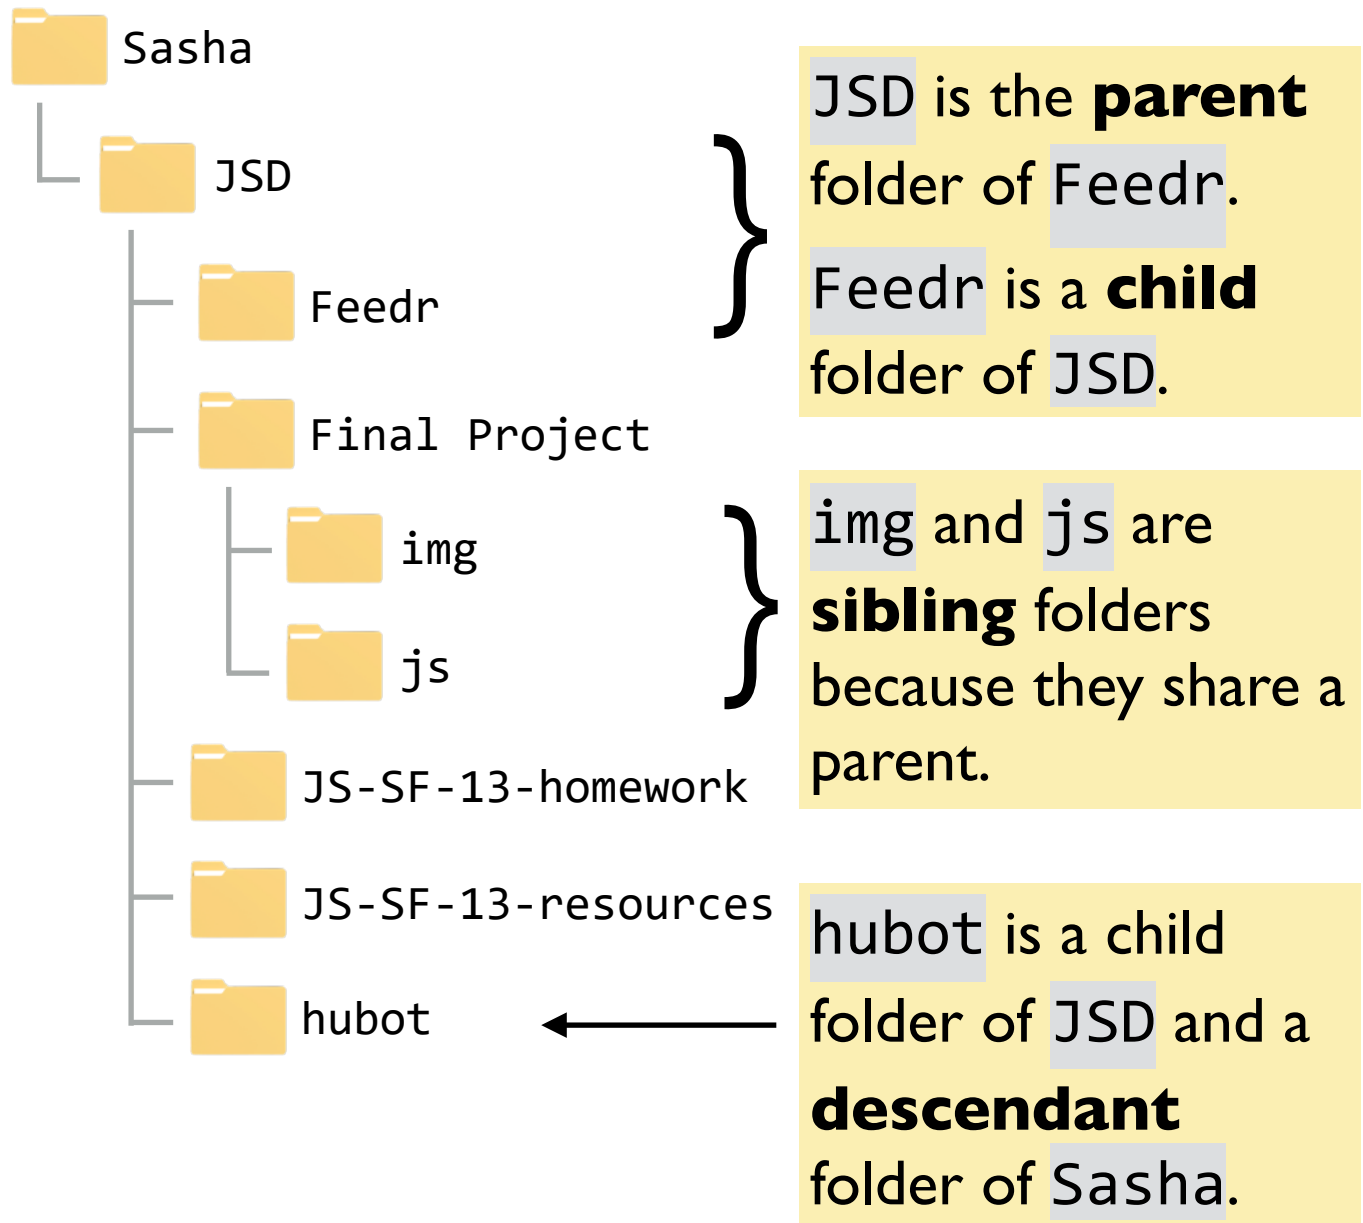 Sasha
JSD
Feedr
Final Project
img
js
JS-SF-13-homework
JS-SF-13-resources
hubot
JSD is the parent
folder of Feedr.
Feedr is a child
folder of JSD.
img and js are
sibling folders
because they share a
parent.
hubot is a child
folder of JSD and a
descendant
folder of Sasha.